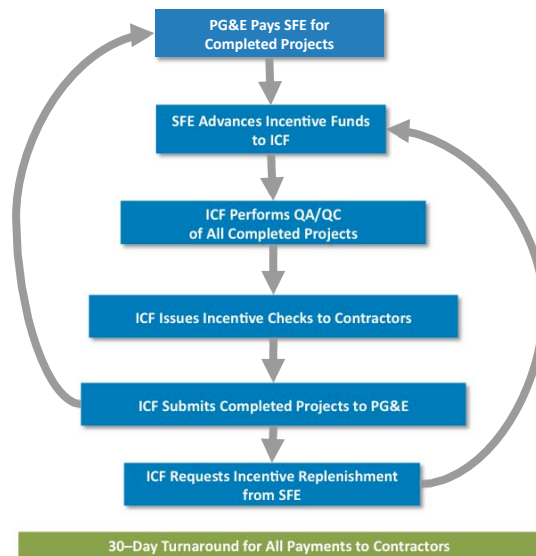 PG&E Pays SFE for
Completed Projects
SFE Advances Incentive Funds
to ICF
ICF Performs QA/QC
of All Completed Projects
ICF Issues Incentive Checks to Contractors
ICF Submits Completed Projects to PG&E
ICF Requests Incentive Replenishment
from SFE
30–Day Turnaround for All Payments to Contractors